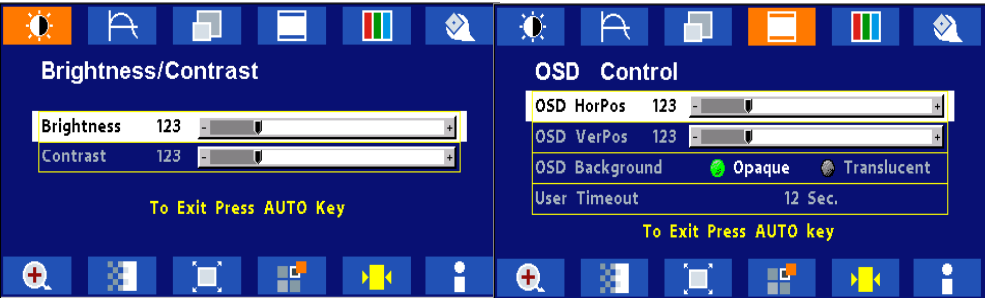 Brightness/Contrast
Brightness 123 - +
Contrast 123 - +
To Exit Press AUTO Key
OSD Control
OSD HorPos 123 - +
OSD VerPos 123 - +
OSD Background Opaque Translucent
User Timeout 12 Sec.
To Exit Press AUTO key